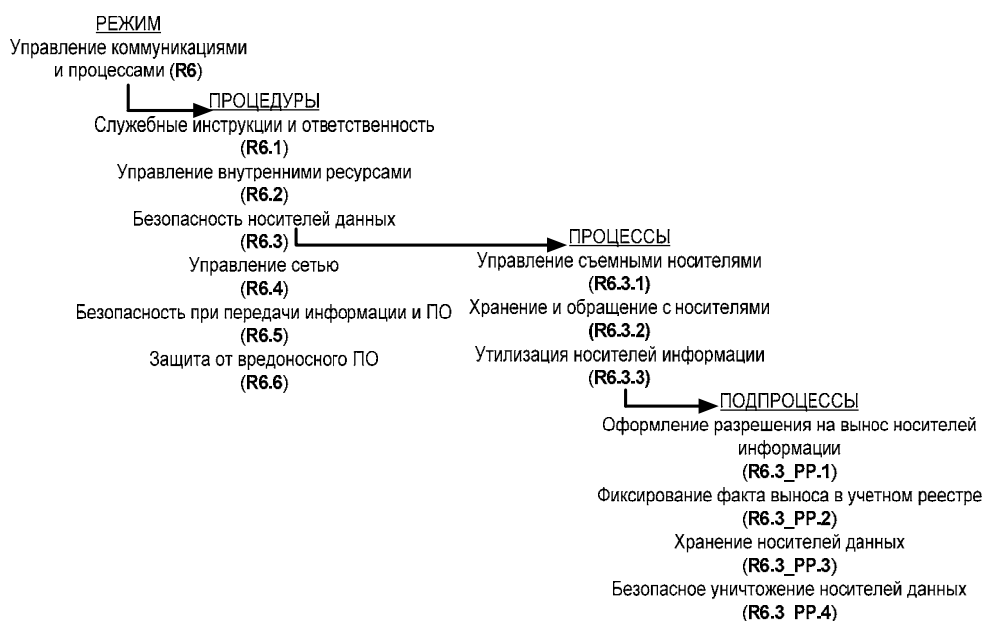 РЕЖИМ
Управление коммуникациями
и процессами (R6)
ПРОЦЕДУРЫ
Служебные инструкции и ответственность
(R6.1)
Управление внутренними ресурсами
(R6.2)
Безопасность носителей данных
(R6.3)
Управление сетью
(R6.4)
Безопасность при передачи информации и ПО
(R6.5)
Защита от вредоносного ПО
(R6.6)
ПРОЦЕССЫ
Управление съемными носителями
(R6.3.1)
Хранение и обращение с носителями
(R6.3.2)
Утилизация носителей информации
(R6.3.3)
ПОДПРОЦЕССЫ
Оформление разрешения на вынос носителей
информации
(R6.3_PP.1)
Фиксирование факта выноса в учетном реестре
(R6.3_PP.2)
Хранение носителей данных
(R6.3_PP.3)
Безопасное уничтожение носителей данных
(R6.3_PP.4)